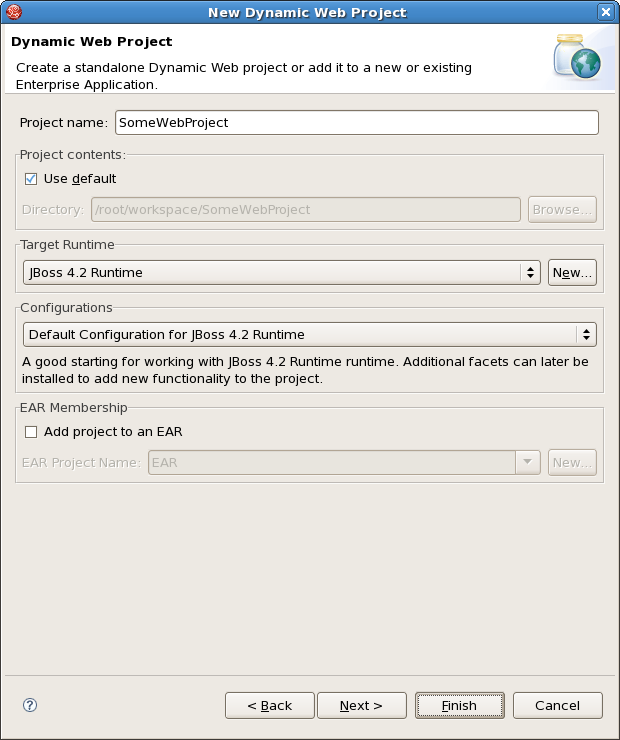 New Dynamic Web Project
Dynamic Web Project
Create a standalone Dynamic Web project or add it to a new or existing
Enterprise Application.
Project name: SomeWebProject
Project contents:
Use default
Directory: /root/workspace/SomeWebProject Browse...
Target Runtime
JBoss 4.2 Runtime New...
Configurations
Default Configuration for JBoss 4.2 Runtime
A good starting for working with JBoss 4.2 Runtime runtime. Additional facets can later be
installed to add new functionality to the project.
EAR Membership
Add project to an EAR
EAR Project Name: EAR New...
? < Back Next > Finish Cancel